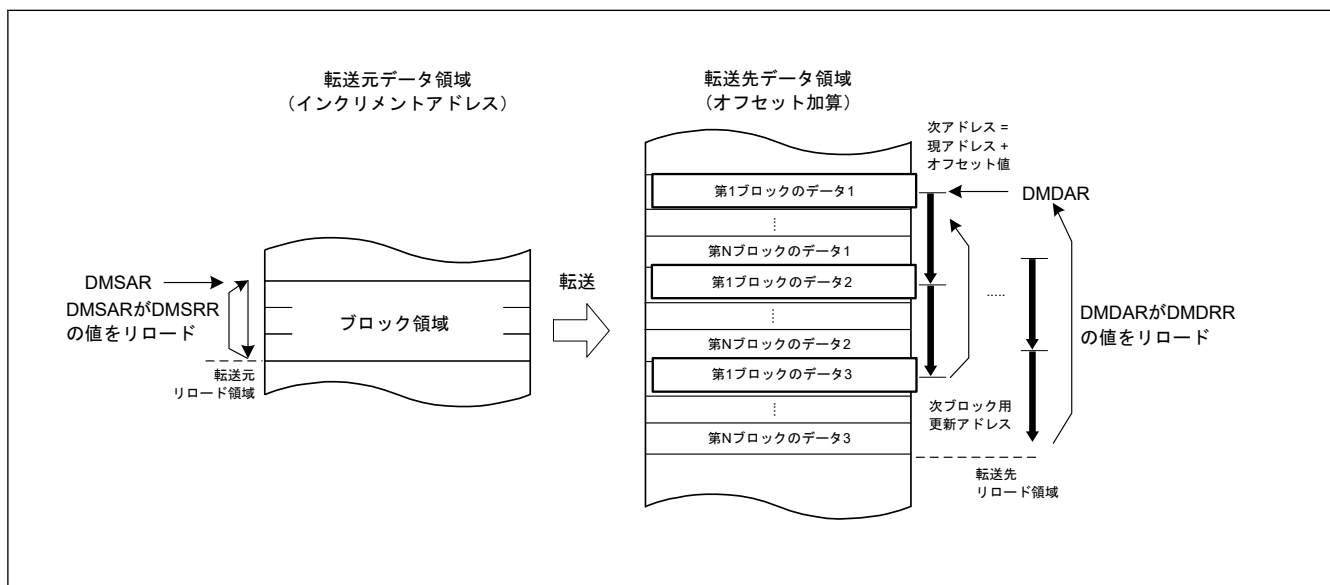 転送元データ領域
（インクリメントアドレス）
転送先データ領域
（オフセット加算）
次アドレス =
現アドレス +
オフセット値
第1ブロックのデータ1
DMDAR
第Nブロックのデータ1
DMSAR
第1ブロックのデータ2
転送
DMSARがDMSRR
の値をリロード
ブロック領域
.....
DMDARがDMDRR
の値をリロード
第Nブロックのデータ2
転送元
リロード領域
第1ブロックのデータ3
次ブロック用
更新アドレス
第Nブロックのデータ3
転送先
リロード領域